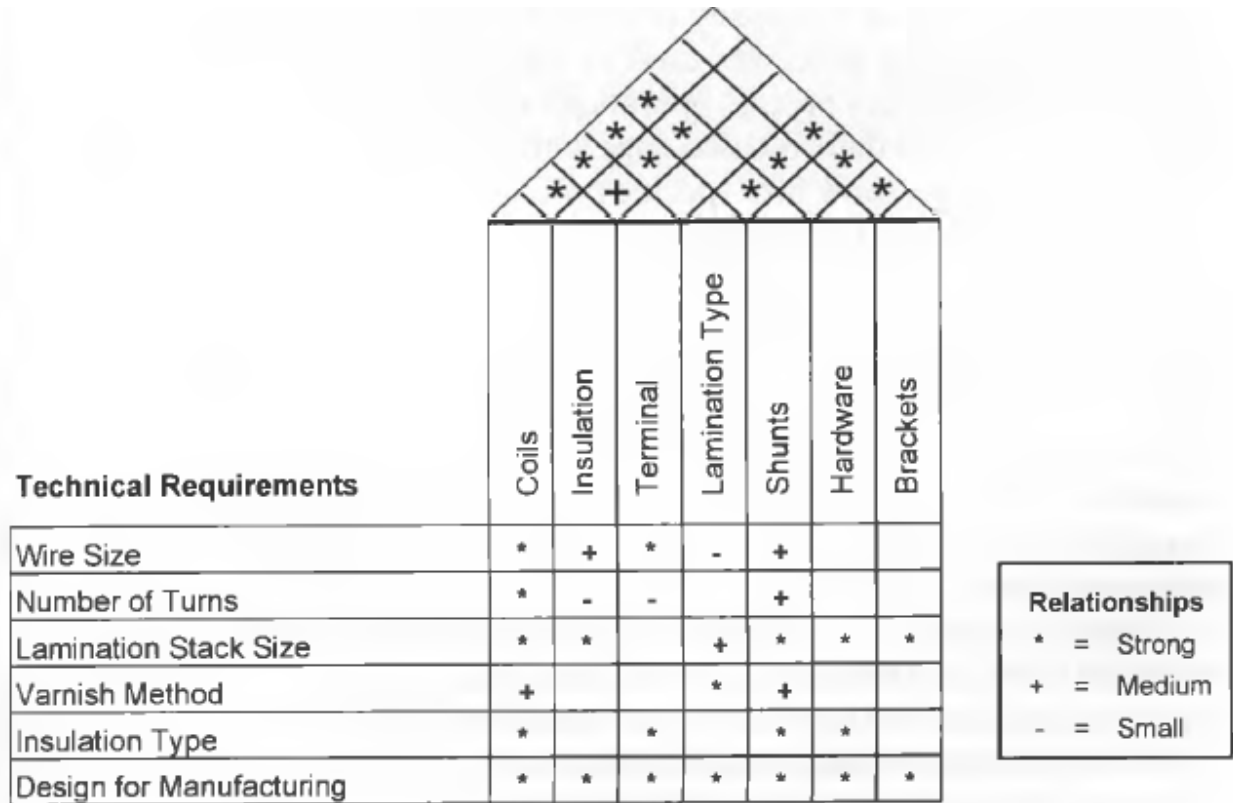 *
* * *
* * * *
* + * *
Coils
Insulation
Terminal
Lamination Type
Shunts
Hardware
Brackets
Technical Requirements
Wire Size * + * - +
Number of Turns * - - +
Lamination Stack Size * * + * * *
Varnish Method + * +
Insulation Type * * * *
Design for Manufacturing * * * * * * *
Relationships
* = Strong
+ = Medium
- = Small